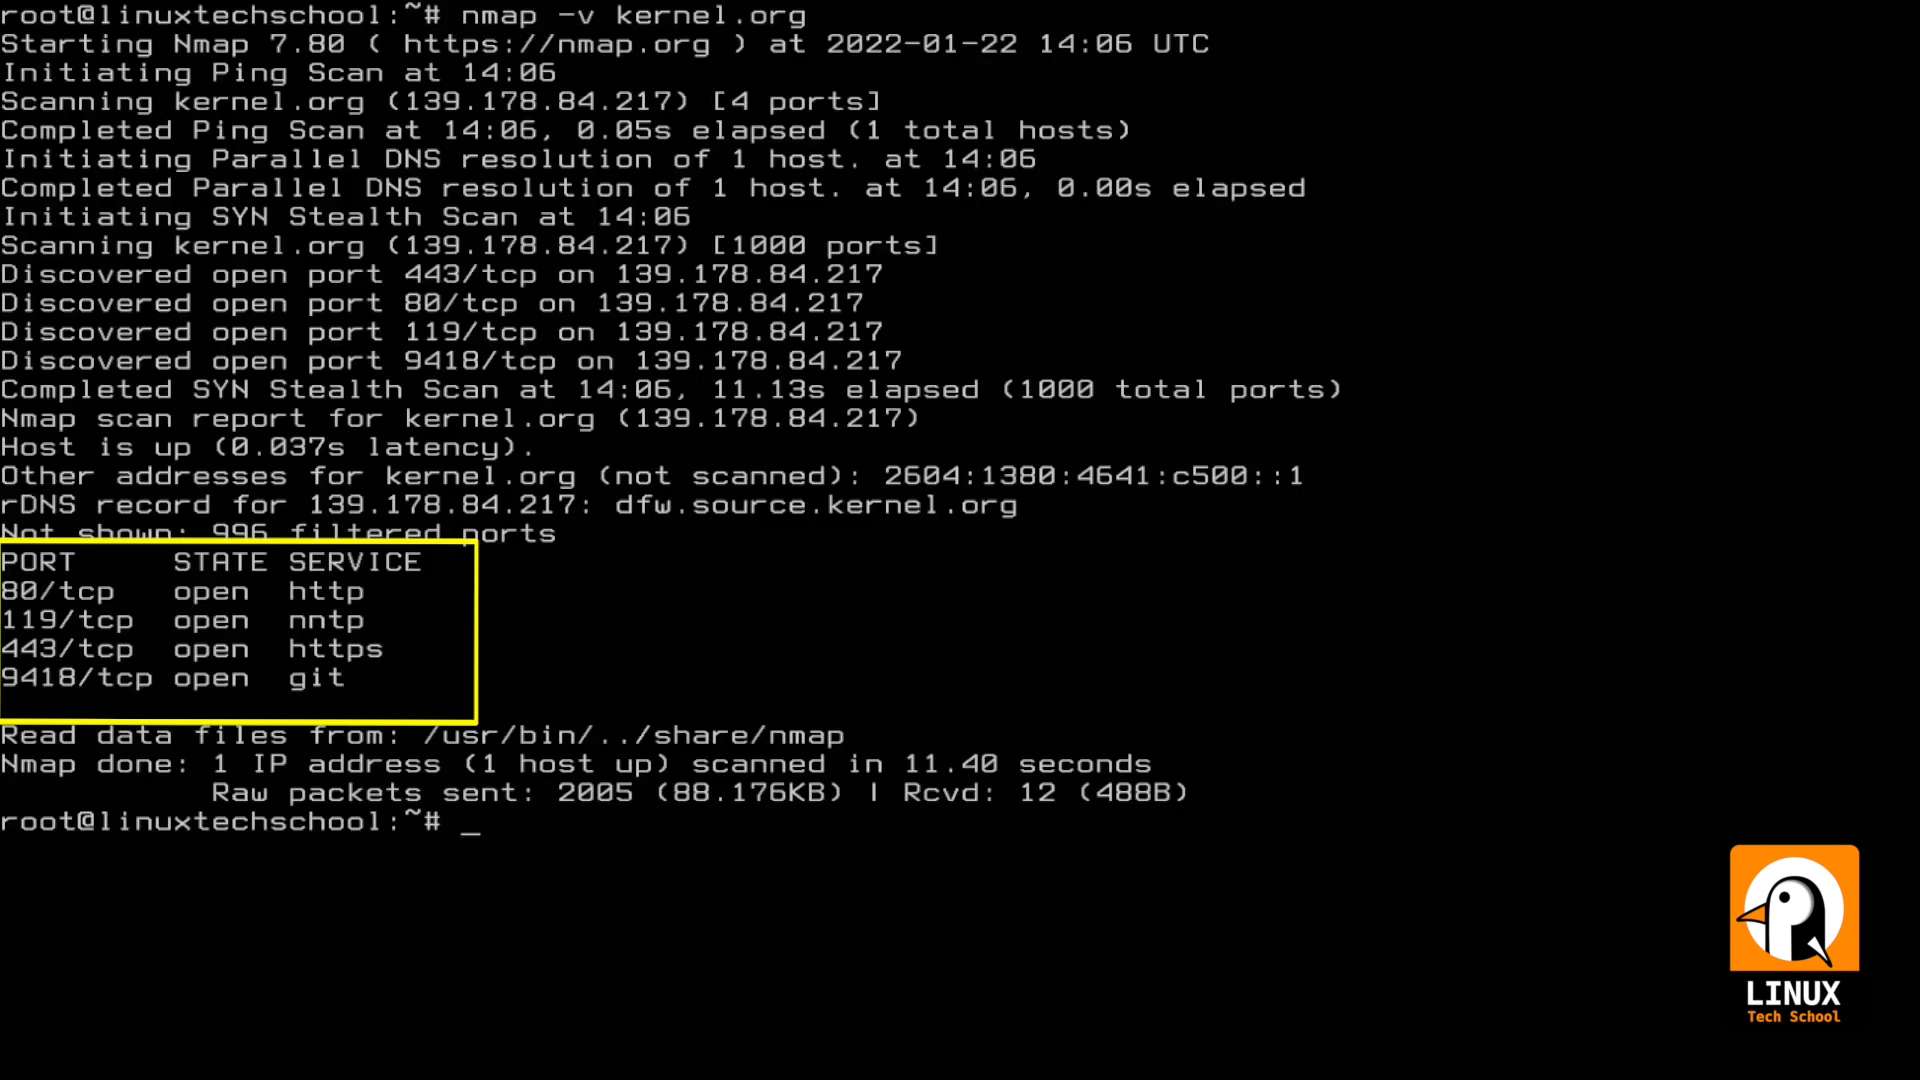 root@linuxtechschool:~# nmap -v kernel.org
Starting Nmap 7.80 ( https://nmap.org ) at 2022-01-22 14:06 UTC
Initiating Ping Scan at 14:06
Scanning kernel.org (139.178.84.217) [4 ports]
Completed Ping Scan at 14:06, 0.05s elapsed (1 total hosts)
Initiating Parallel DNS resolution of 1 host. at 14:06
Completed Parallel DNS resolution of 1 host. at 14:06, 0.00s elapsed
Initiating SYN Stealth Scan at 14:06
Scanning kernel.org (139.178.84.217) [1000 ports]
Discovered open port 443/tcp on 139.178.84.217
Discovered open port 80/tcp on 139.178.84.217
Discovered open port 119/tcp on 139.178.84.217
Discovered open port 9418/tcp on 139.178.84.217
Completed SYN Stealth Scan at 14:06, 11.13s elapsed (1000 total ports)
Nmap scan report for kernel.org (139.178.84.217)
Host is up (0.037s latency).
Other addresses for kernel.org (not scanned): 2604:1380:4641:c500::1
rDNS record for 139.178.84.217: dfw.source.kernel.org
Not shown: 996 filtered ports
PORT     STATE SERVICE
80/tcp   open  http
119/tcp  open  nntp
443/tcp  open  https
9418/tcp open  git
Read data files from: /usr/bin/../share/nmap
Nmap done: 1 IP address (1 host up) scanned in 11.40 seconds
           Raw packets sent: 2005 (88.176KB) | Rcvd: 12 (488B)
root@linuxtechschool:~# _
LINUX
Tech School